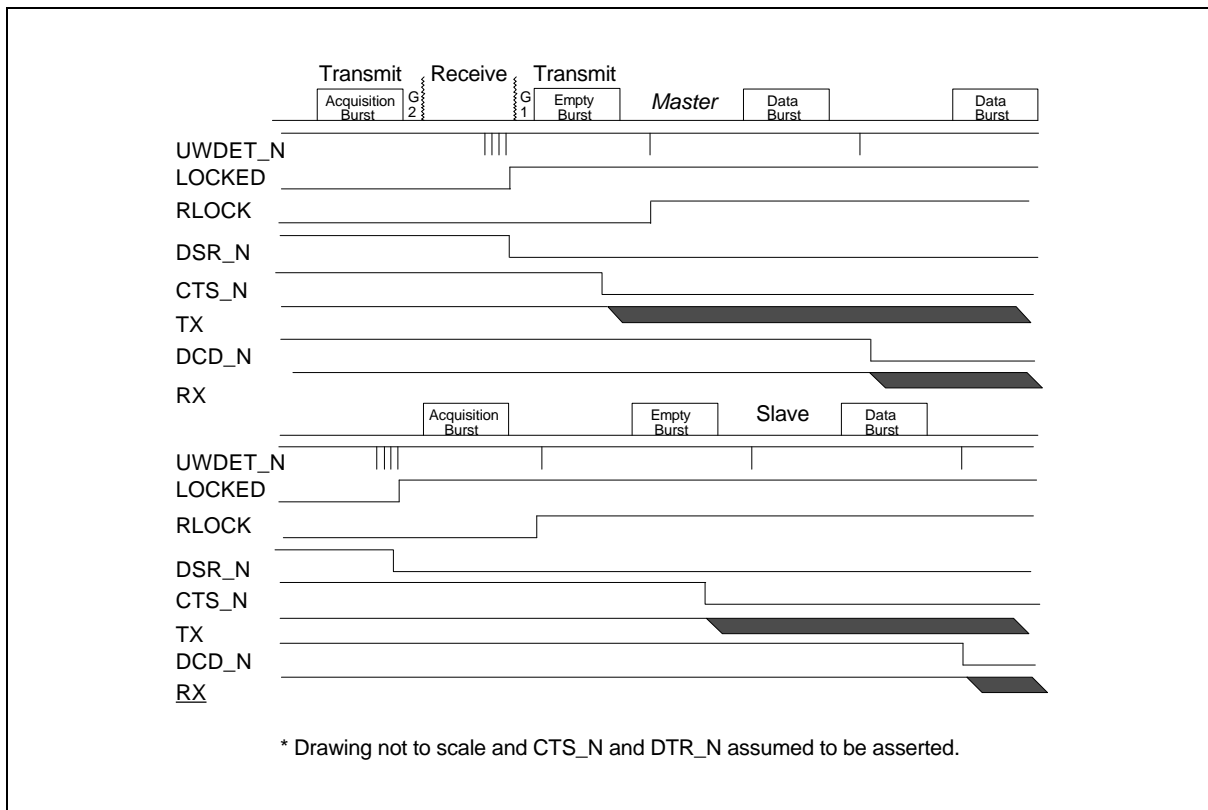 Transmit Receive Transmit
Acquisition Burst G2 G1 Empty Burst Master Data Burst Data Burst
UWDET_N
LOCKED
RLOCK
DSR_N
CTS_N
TX
DCD_N
RX
Acquisition Burst Empty Burst Slave Data Burst
UWDET_N
LOCKED
RLOCK
DSR_N
CTS_N
TX
DCD_N
RX
* Drawing not to scale and CTS_N and DTR_N assumed to be asserted.